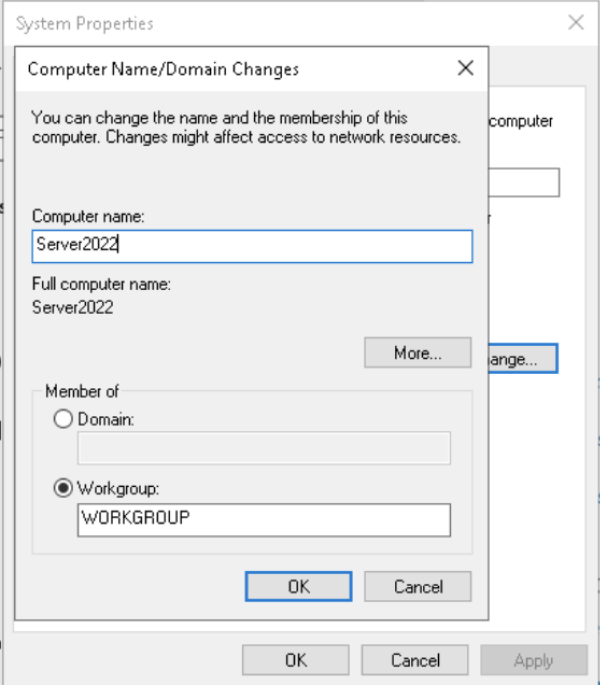 System Properties
Computer Name/Domain Changes
You can change the name and the membership of this
computer. Changes might affect access to network resources.
computer
Computer name:
Server2022
Full computer name:
Server2022
More...
ange...
Member of
Domain:
Workgroup:
WORKGROUP
OK Cancel
OK Cancel Apply